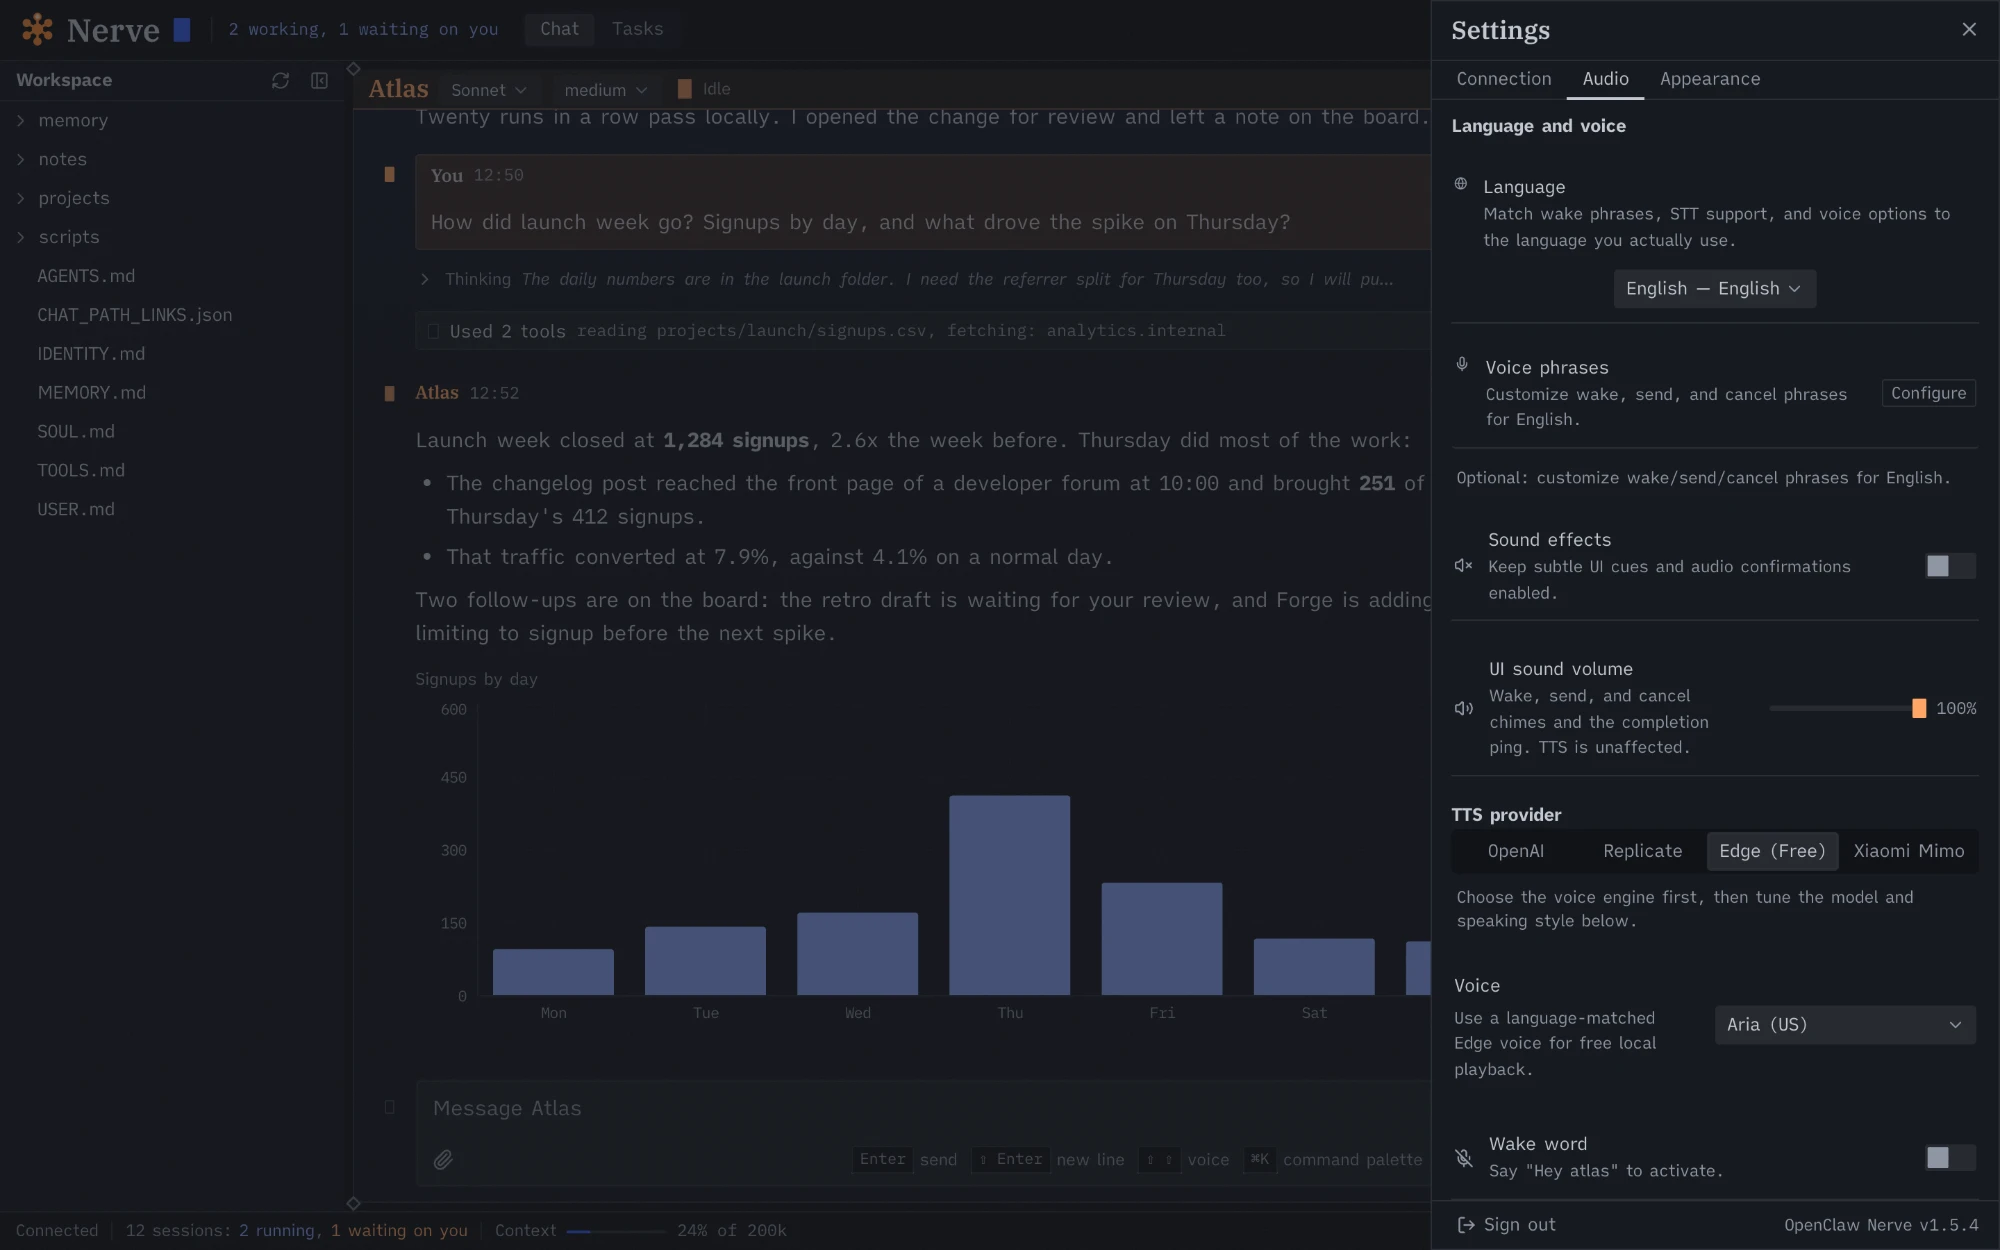 Nerve
2 working, 1 waiting on you
Chat
Tasks
Workspace
memory
notes
projects
scripts
AGENTS.md
CHAT_PATH_LINKS.json
IDENTITY.md
MEMORY.md
SOUL.md
TOOLS.md
USER.md
Atlas
Sonnet
medium
Idle
Twenty runs in a row pass locally. I opened the change for review and left a note on the board.
You 12:50
How did launch week go? Signups by day, and what drove the spike on Thursday?
Thinking The daily numbers are in the launch folder. I need the referrer split for Thursday too, so I will pu…
Used 2 tools reading projects/launch/signups.csv, fetching: analytics.internal
Atlas 12:52
Launch week closed at 1,284 signups, 2.6x the week before. Thursday did most of the work:
• The changelog post reached the front page of a developer forum at 10:00 and brought 251 of
Thursday's 412 signups.
• That traffic converted at 7.9%, against 4.1% on a normal day.
Two follow-ups are on the board: the retro draft is waiting for your review, and Forge is adding
limiting to signup before the next spike.
Signups by day
600
450
300
150
0
Mon Tue Wed Thu Fri Sat
Message Atlas
Enter send ⇧ Enter new line ⇧ ⇧ voice ⌘K command palette
Connected
12 sessions: 2 running, 1 waiting on you
Context 24% of 200k
Settings
Connection
Audio
Appearance
Language and voice
Language
Match wake phrases, STT support, and voice options to
the language you actually use.
English — English
Voice phrases
Customize wake, send, and cancel phrases
for English.
Configure
Optional: customize wake/send/cancel phrases for English.
Sound effects
Keep subtle UI cues and audio confirmations
enabled.
UI sound volume
Wake, send, and cancel
chimes and the completion
ping. TTS is unaffected.
100%
TTS provider
OpenAI
Replicate
Edge (Free)
Xiaomi Mimo
Choose the voice engine first, then tune the model and
speaking style below.
Voice
Use a language-matched
Edge voice for free local
playback.
Aria (US)
Wake word
Say "Hey atlas" to activate.
Sign out
OpenClaw Nerve v1.5.4